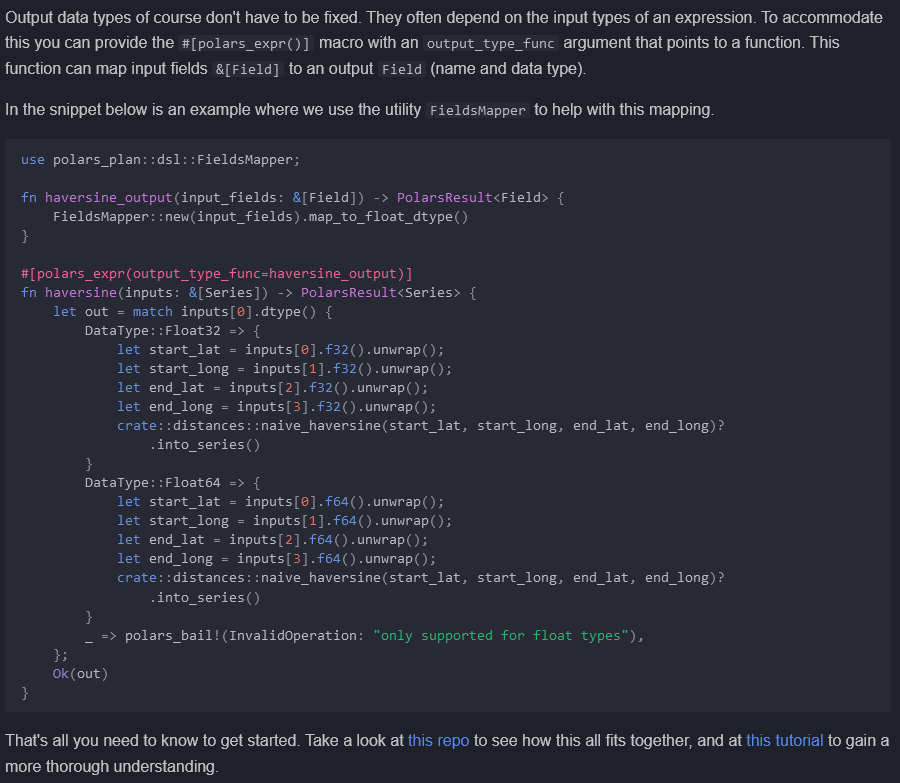 Output data types of course don't have to be fixed. They often depend on the input types of an expression. To accommodate
this you can provide the #[polars_expr()] macro with an output_type_func argument that points to a function. This
function can map input fields &[Field] to an output Field (name and data type).
In the snippet below is an example where we use the utility FieldsMapper to help with this mapping.
use polars_plan::dsl::FieldsMapper;
fn haversine_output(input_fields: &[Field]) -> PolarsResult<Field> {
    FieldsMapper::new(input_fields).map_to_float_dtype()
}
#[polars_expr(output_type_func=haversine_output)]
fn haversine(inputs: &[Series]) -> PolarsResult<Series> {
    let out = match inputs[0].dtype() {
        DataType::Float32 => {
            let start_lat = inputs[0].f32().unwrap();
            let start_long = inputs[1].f32().unwrap();
            let end_lat = inputs[2].f32().unwrap();
            let end_long = inputs[3].f32().unwrap();
            crate::distances::naive_haversine(start_lat, start_long, end_lat, end_long)?
                .into_series()
        }
        DataType::Float64 => {
            let start_lat = inputs[0].f64().unwrap();
            let start_long = inputs[1].f64().unwrap();
            let end_lat = inputs[2].f64().unwrap();
            let end_long = inputs[3].f64().unwrap();
            crate::distances::naive_haversine(start_lat, start_long, end_lat, end_long)?
                .into_series()
        }
        _ => polars_bail!(InvalidOperation: "only supported for float types"),
    };
    Ok(out)
}
That's all you need to know to get started. Take a look at this repo to see how this all fits together, and at this tutorial to gain a
more thorough understanding.